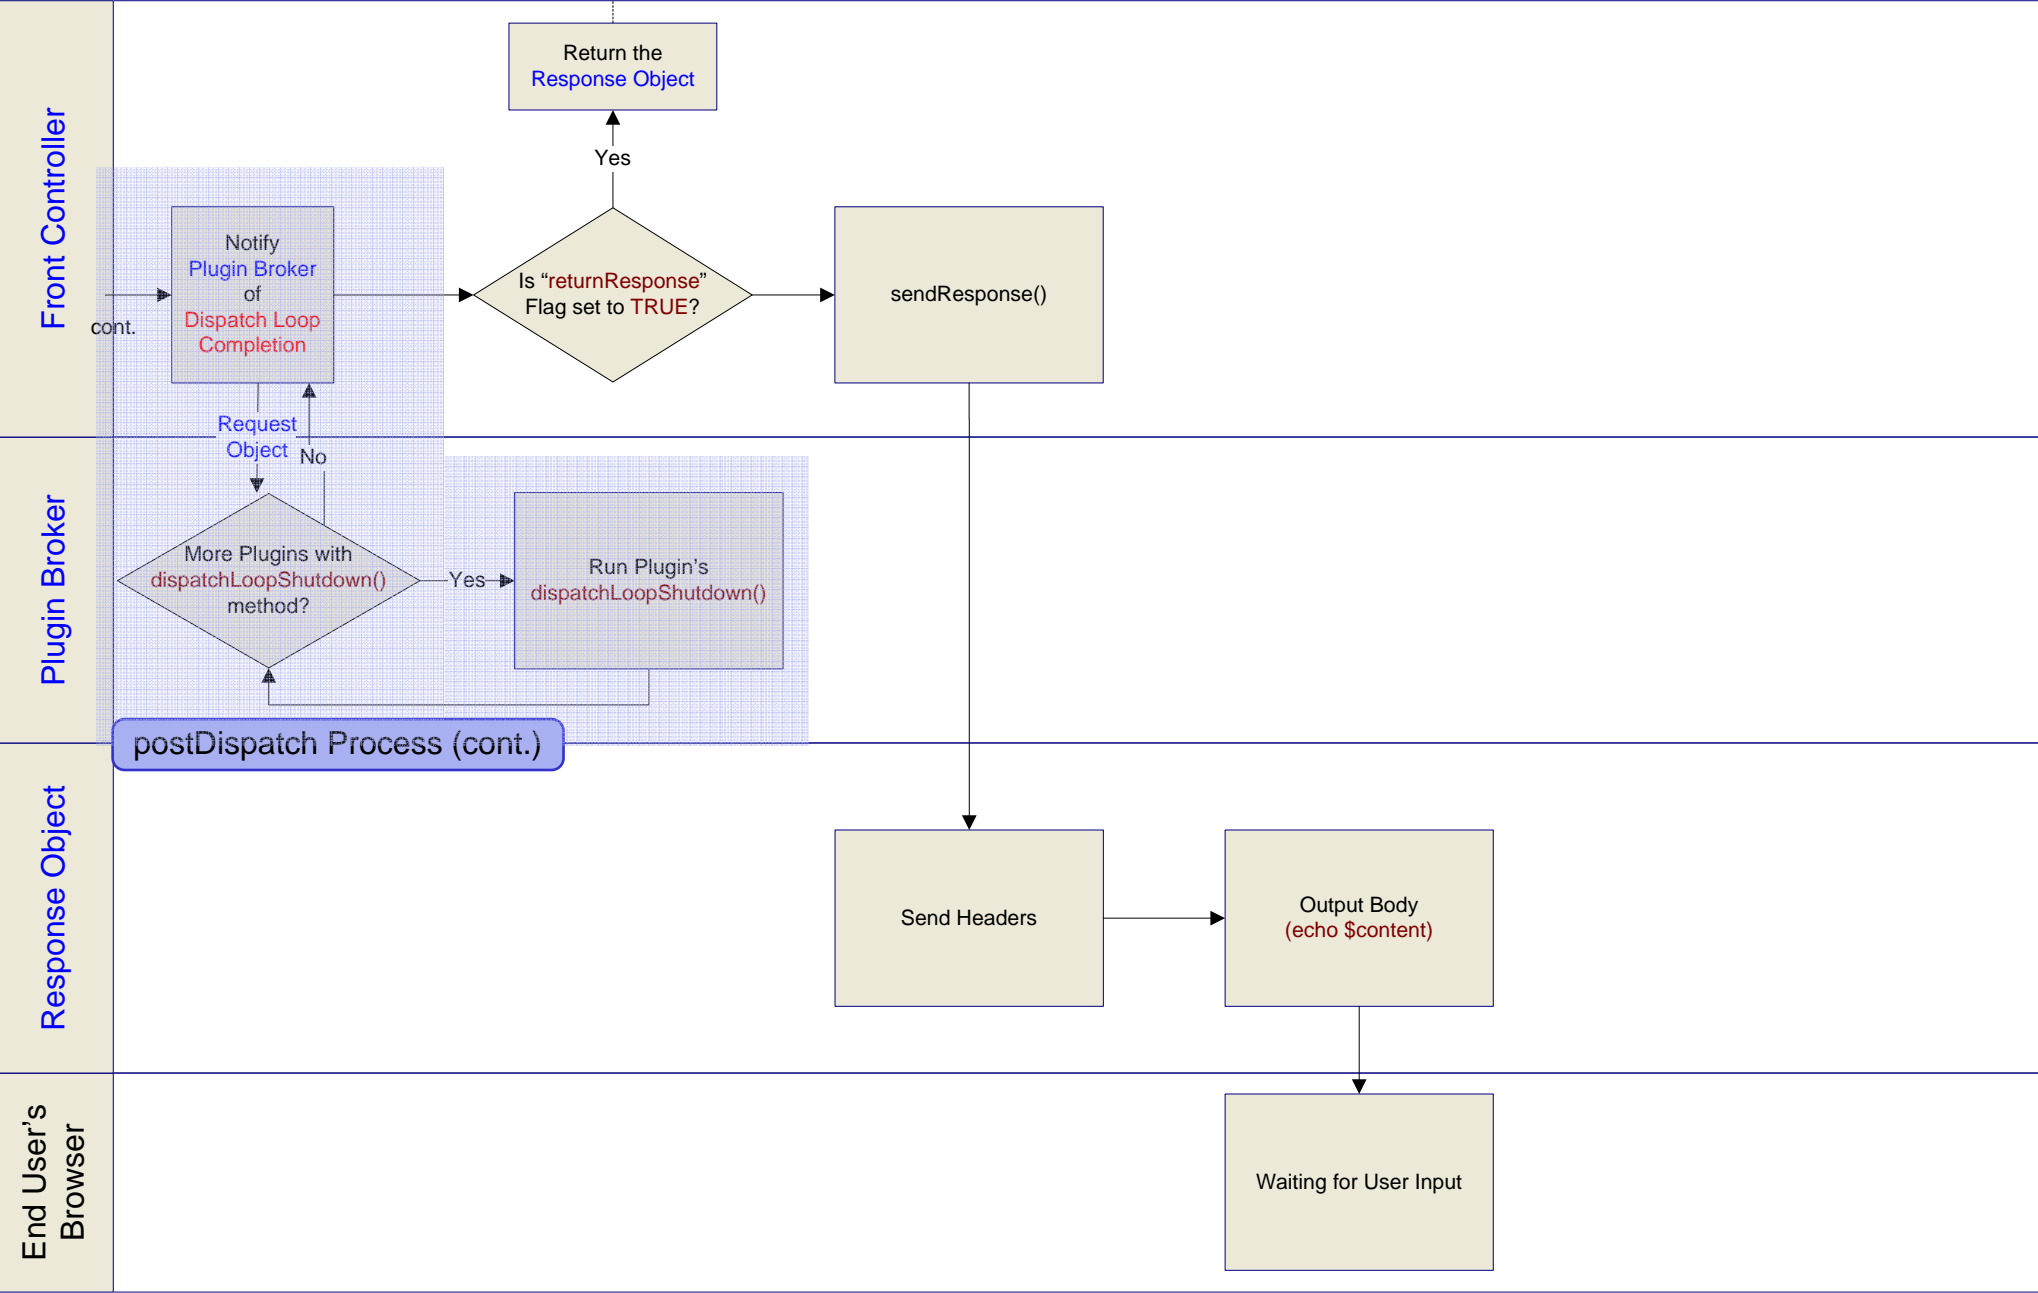 Front Controller
Return the
Response Object
Yes
Notify
Plugin Broker
of
Dispatch Loop
Completion
cont.
Is “returnResponse”
Flag set to TRUE?
sendResponse()
Request
Object
No
Plugin Broker
More Plugins with
dispatchLoopShutdown()
method?
Yes
Run Plugin’s
dispatchLoopShutdown()
postDispatch Process (cont.)
Response Object
Send Headers
Output Body
(echo $content)
End User’s
Browser
Waiting for User Input